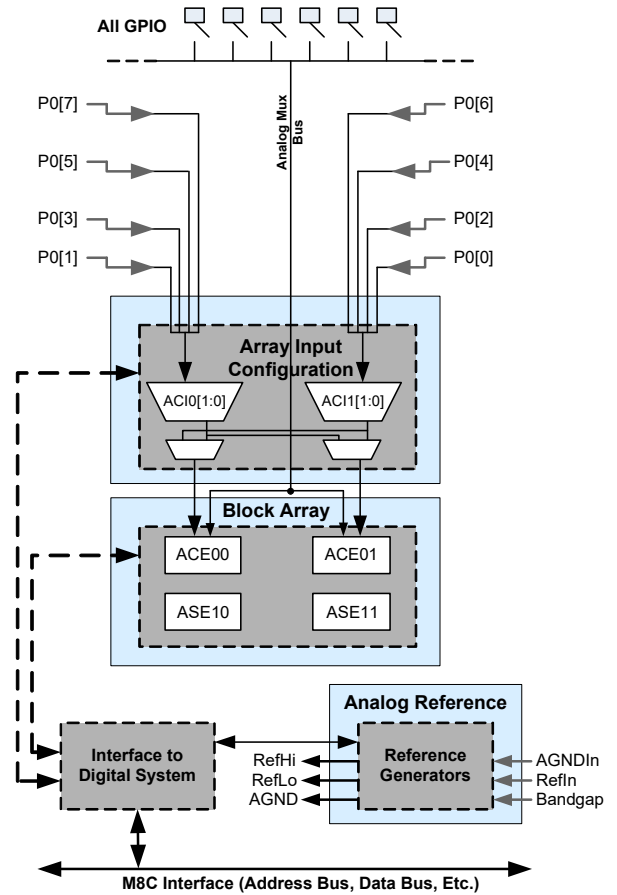 All GPIO
Analog Mux
Bus
P0[7]
P0[6]
P0[5]
P0[4]
P0[3]
P0[2]
P0[1]
P0[0]
Array Input
Configuration
ACI0[1:0]
ACI1[1:0]
Block Array
ACE00
ACE01
ASE10
ASE11
Analog Reference
Interface to
Digital System
RefHi
RefLo
AGND
Reference
Generators
AGNDIn
RefIn
Bandgap
M8C Interface (Address Bus, Data Bus, Etc.)